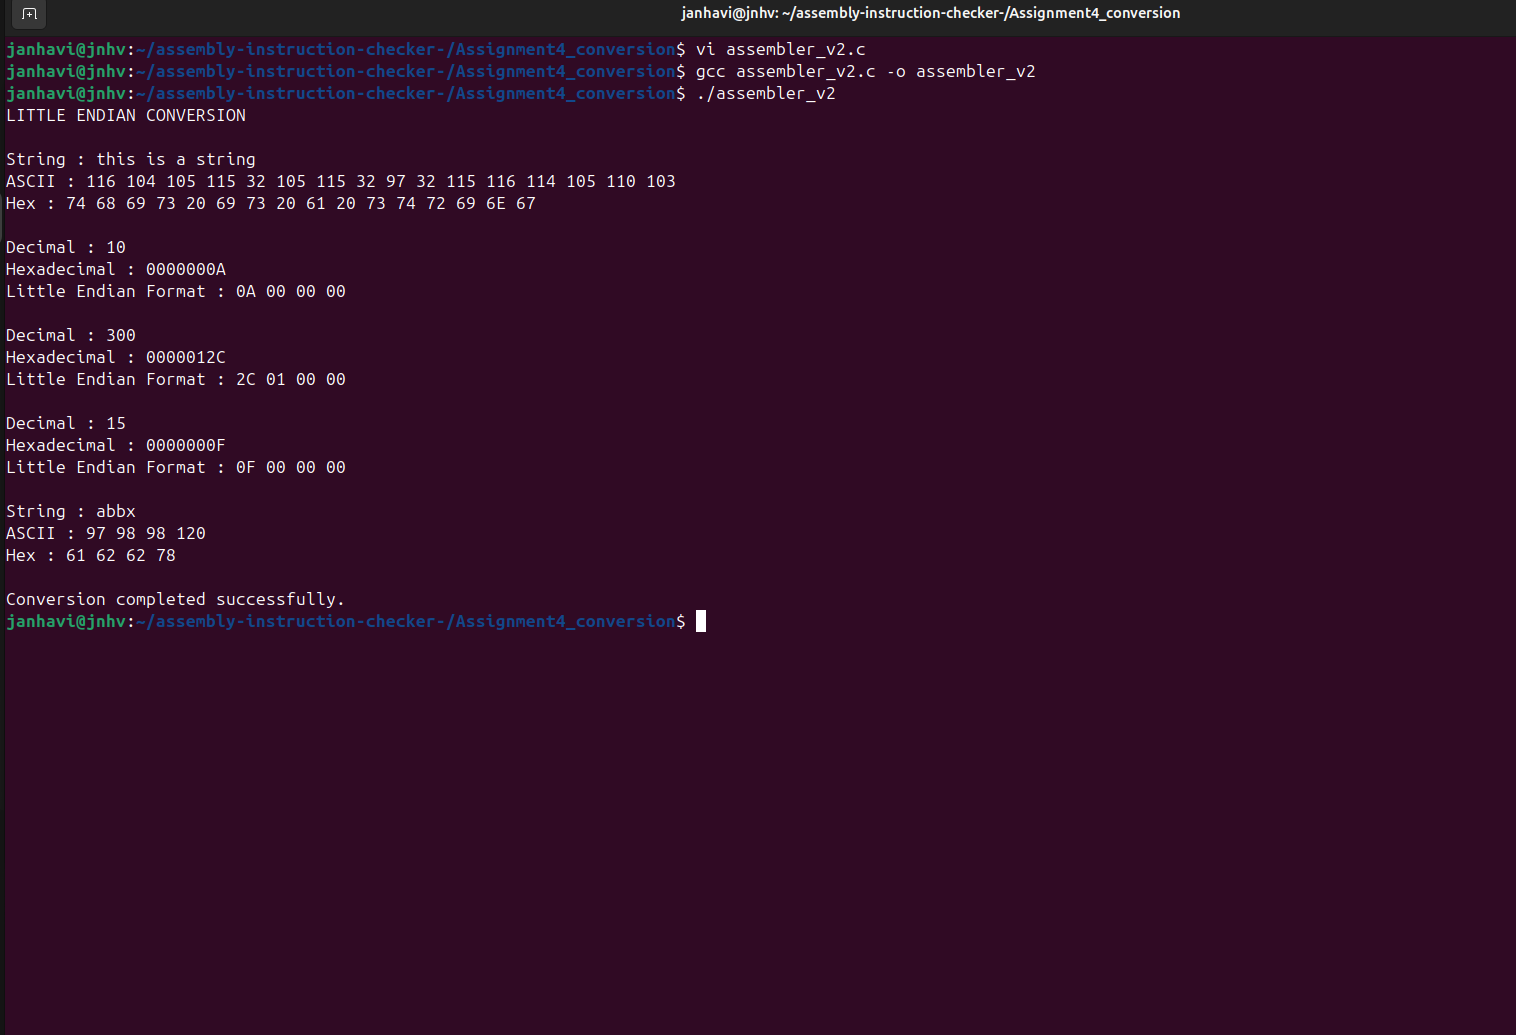 janhavi@jnhv: ~/assembly-instruction-checker-/Assignment4_conversion
janhavi@jnhv:~/assembly-instruction-checker-/Assignment4_conversion$ vi assembler_v2.c
janhavi@jnhv:~/assembly-instruction-checker-/Assignment4_conversion$ gcc assembler_v2.c -o assembler_v2
janhavi@jnhv:~/assembly-instruction-checker-/Assignment4_conversion$ ./assembler_v2
LITTLE ENDIAN CONVERSION
String : this is a string
ASCII : 116 104 105 115 32 105 115 32 97 32 115 116 114 105 110 103
Hex : 74 68 69 73 20 69 73 20 61 20 73 74 72 69 6E 67
Decimal : 10
Hexadecimal : 0000000A
Little Endian Format : 0A 00 00 00
Decimal : 300
Hexadecimal : 0000012C
Little Endian Format : 2C 01 00 00
Decimal : 15
Hexadecimal : 0000000F
Little Endian Format : 0F 00 00 00
String : abbx
ASCII : 97 98 98 120
Hex : 61 62 62 78
Conversion completed successfully.
janhavi@jnhv:~/assembly-instruction-checker-/Assignment4_conversion$